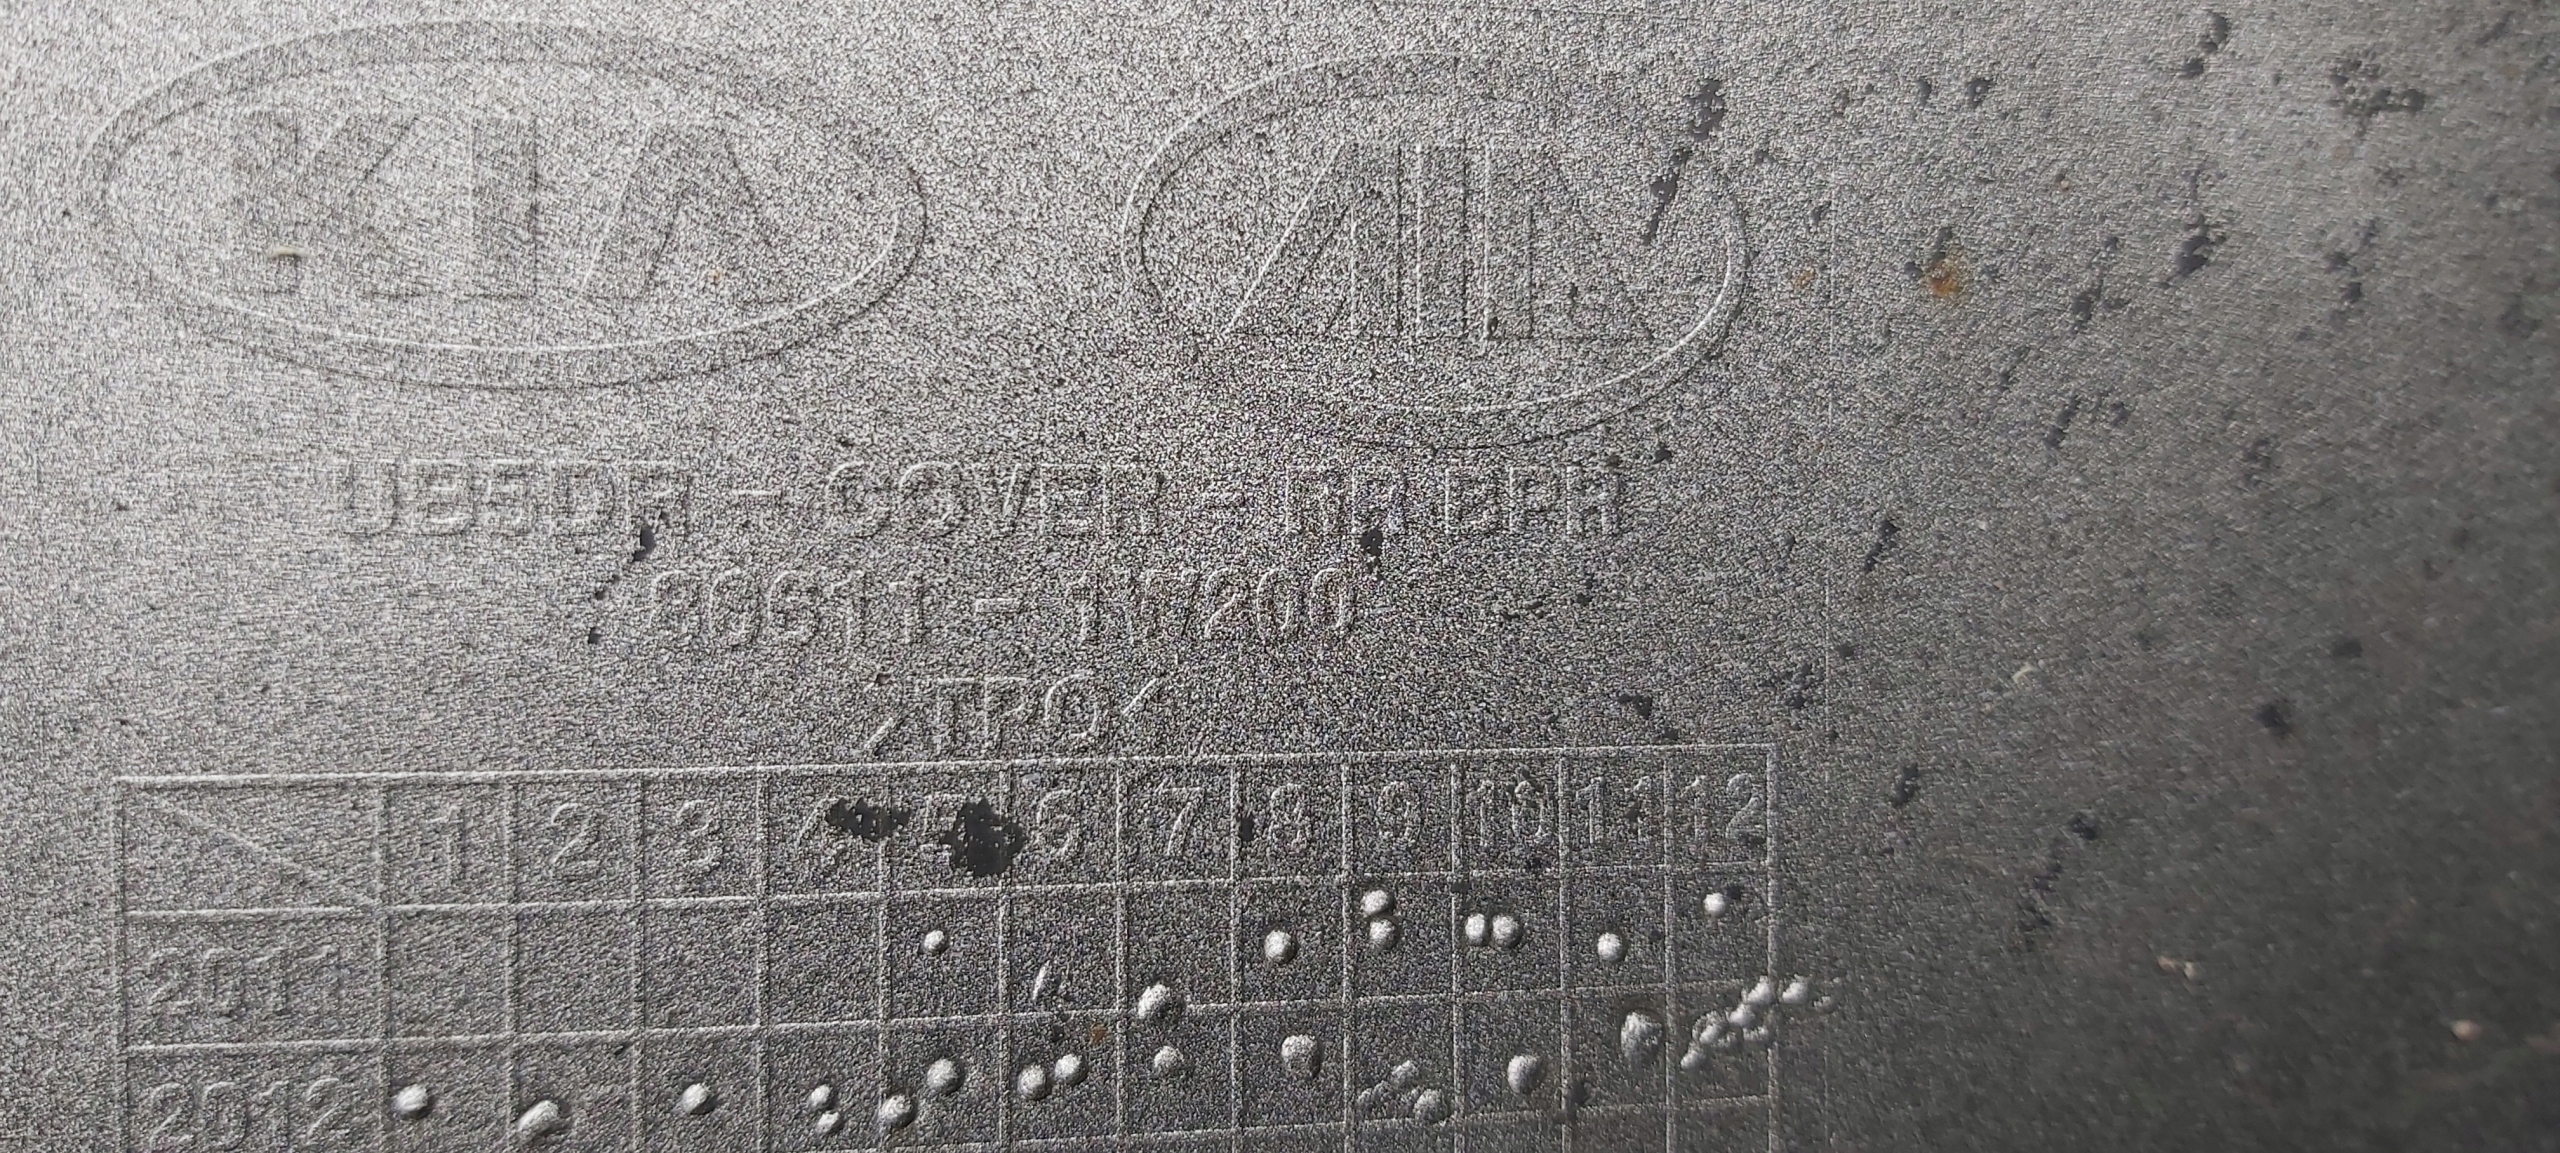 KIA
UB5DR - COVER - RR BPR
86611 - 1W200
>TPO<
1 2 3 4 5 6 7 8 9 10 11 12
2011
2012